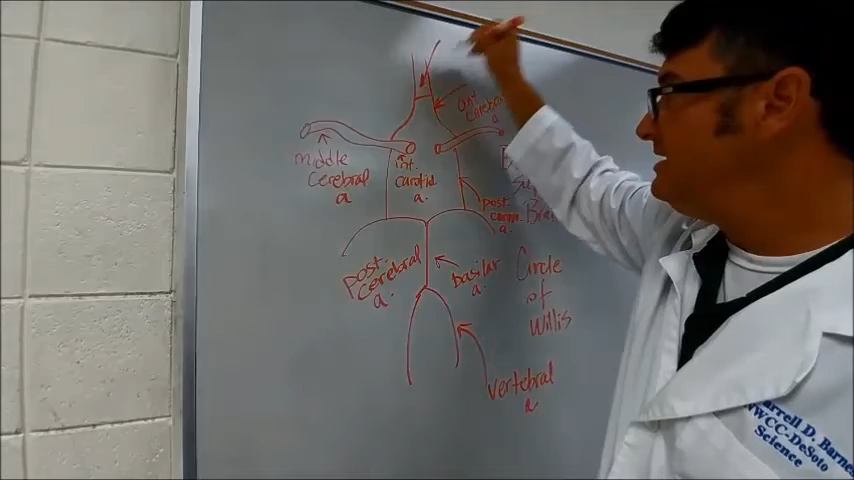 ant.
cerebral
a
middle
cerebral
a
int.
carotid
a.
post.
comm.
a.
Post.
cerebral
a.
basilar
a.
Circle
of
Willis
vertebral
a
arrell D. Barnes
NWCC-DeSoto
Science